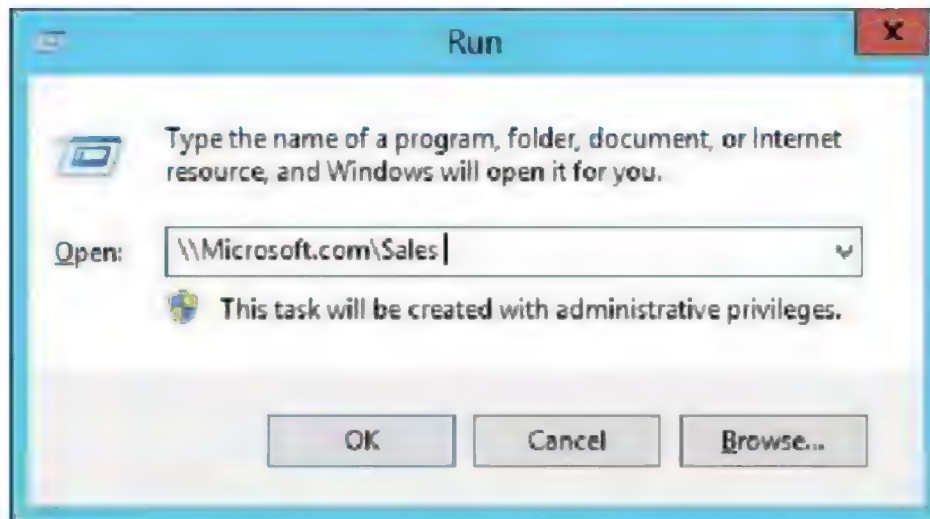 Run
x
Type the name of a program, folder, document, or Internet
resource, and Windows will open it for you.
Open: \\Microsoft.com\Sales
This task will be created with administrative privileges.
OK Cancel Browse...